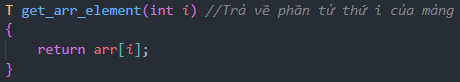 T get_arr_element(int i) //Trả về phần tử thứ i của mảng
{
    return arr[i];
}